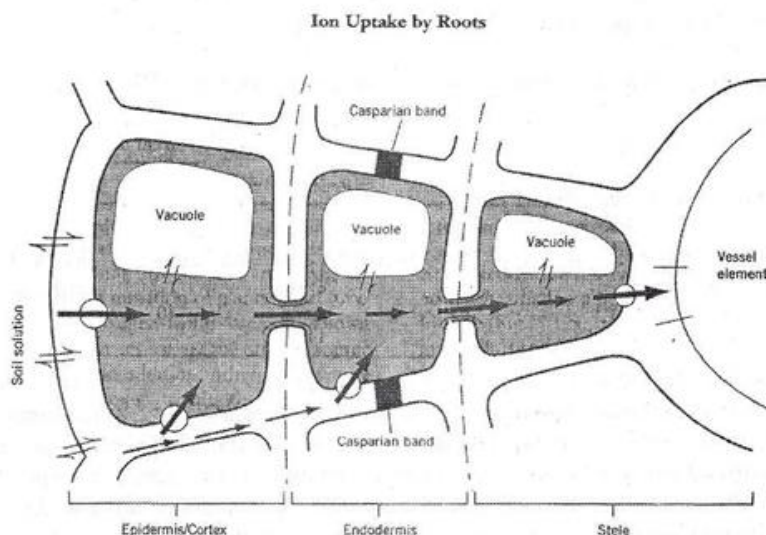 Ion Uptake by Roots
Casparian band
Vacuole
Vacuole
Vacuole
Vessel
element
Soil solution
Casparian band
Epidermis/Cortex
Endodermis
Stele